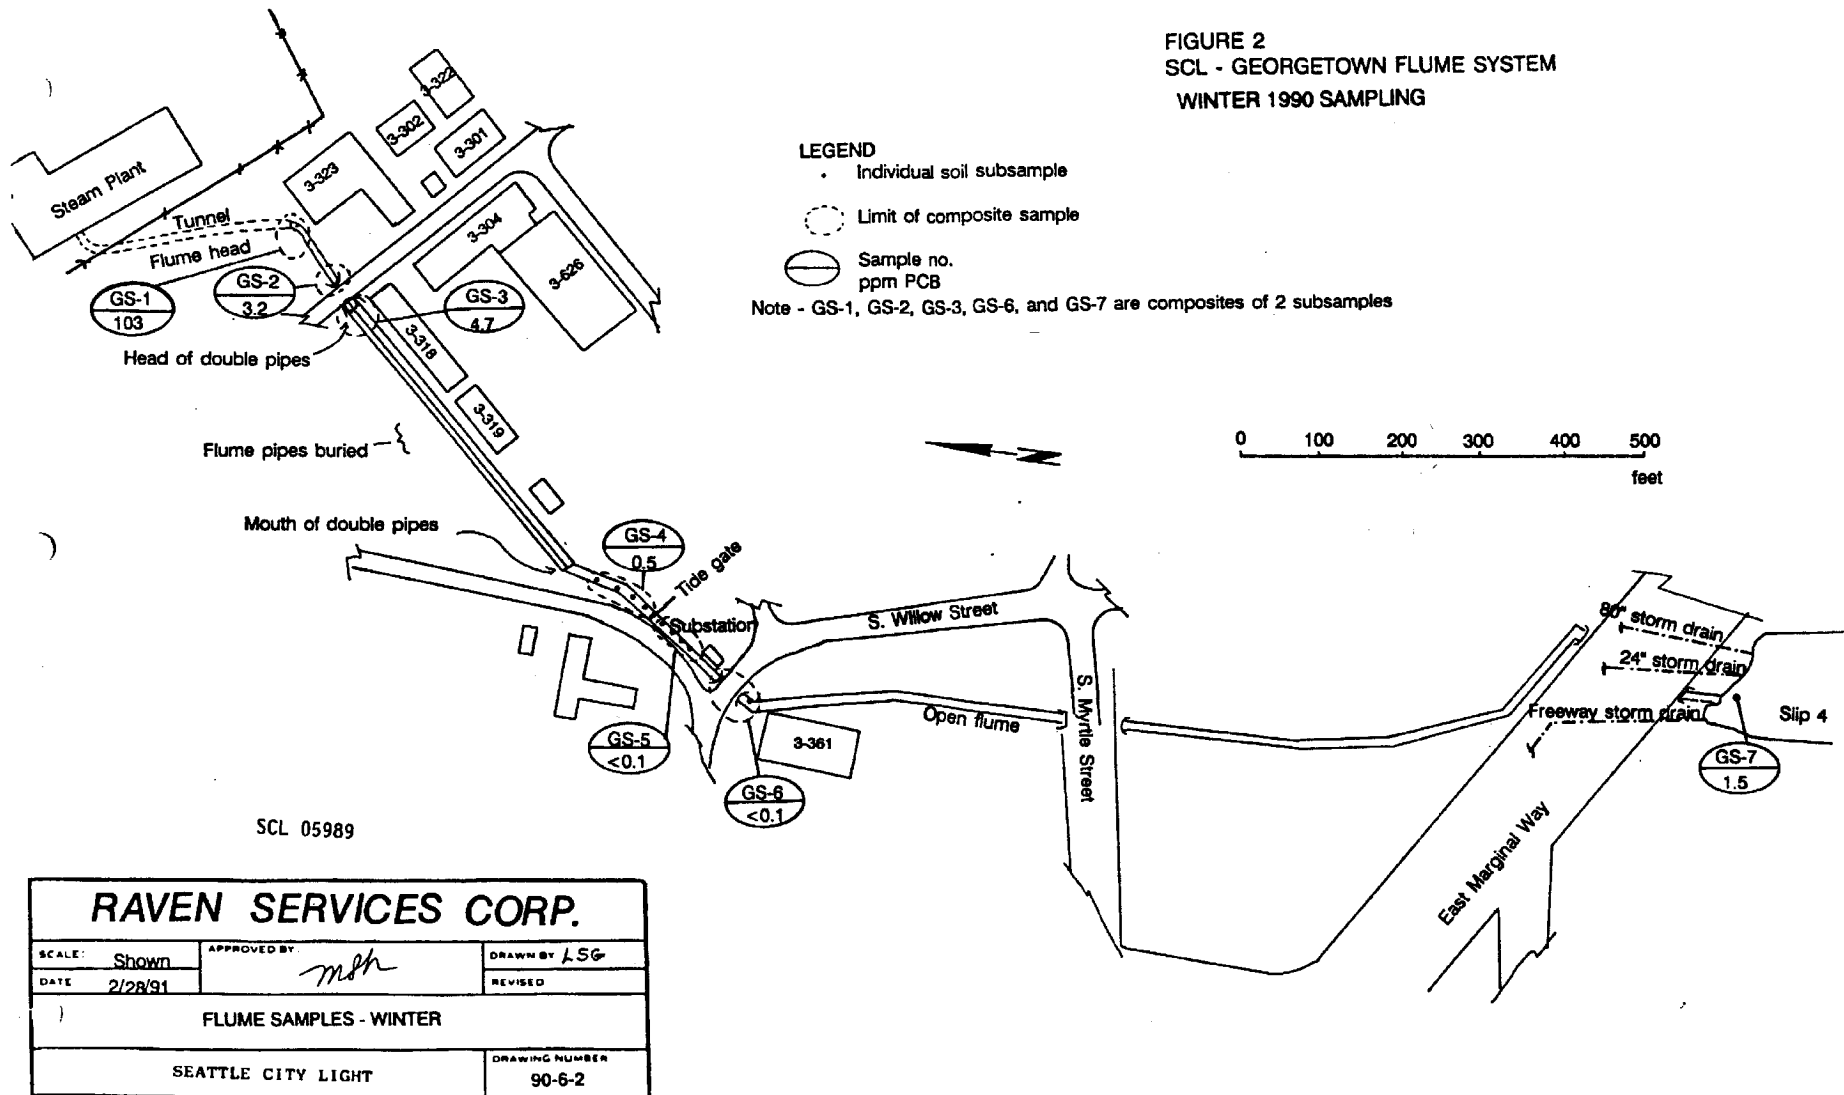 FIGURE 2
SCL - GEORGETOWN FLUME SYSTEM
WINTER 1990 SAMPLING
LEGEND
Individual soil subsample
Limit of composite sample
Sample no.
ppm PCB
Note - GS-1, GS-2, GS-3, GS-6, and GS-7 are composites of 2 subsamples
3-322
3-302
3-301
3-323
Steam Plant
Tunnel
Flume head
3-304
3-626
GS-1
103
GS-2
3.2
GS-3
4.7
3-318
Head of double pipes
3-319
Flume pipes buried
0 100 200 300 400 500
feet
Mouth of double pipes
GS-4
0.5
Tide gate
Substation
S. Willow Street
80" storm drain
24" storm drain
Freeway storm drain
Slip 4
S. Myrtle Street
Open flume
3-361
GS-5
<0.1
GS-6
<0.1
GS-7
1.5
East Marginal Way
SCL 05989
RAVEN SERVICES CORP.
SCALE: Shown
APPROVED BY msh
DRAWN BY LSG
DATE 2/28/91
REVISED
FLUME SAMPLES - WINTER
SEATTLE CITY LIGHT
DRAWING NUMBER
90-6-2